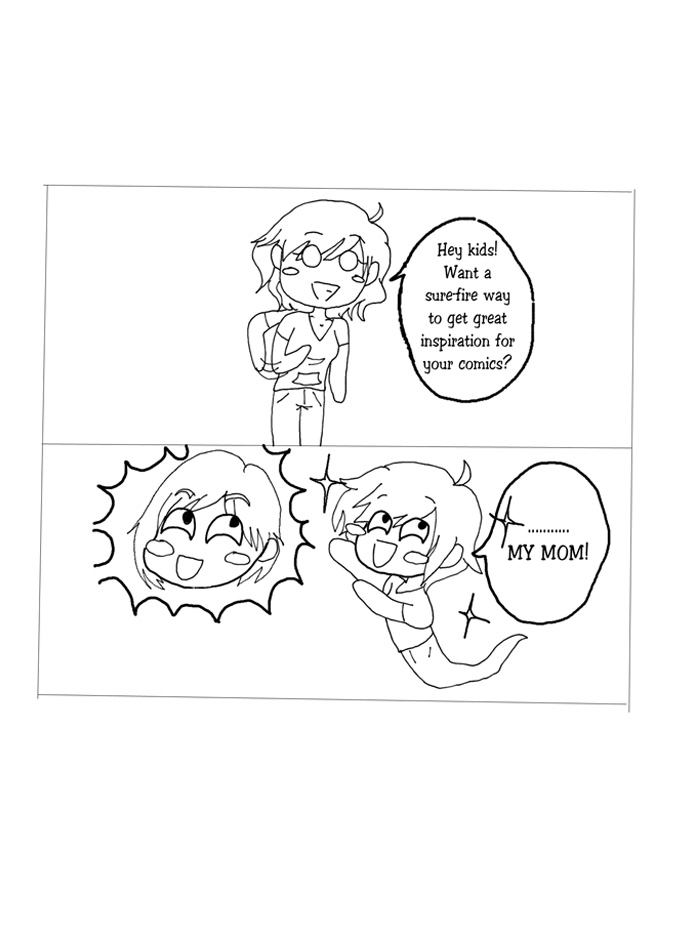 Hey kids!
Want a
sure-fire way
to get great
inspiration for
your comics?
...........
MY MOM!